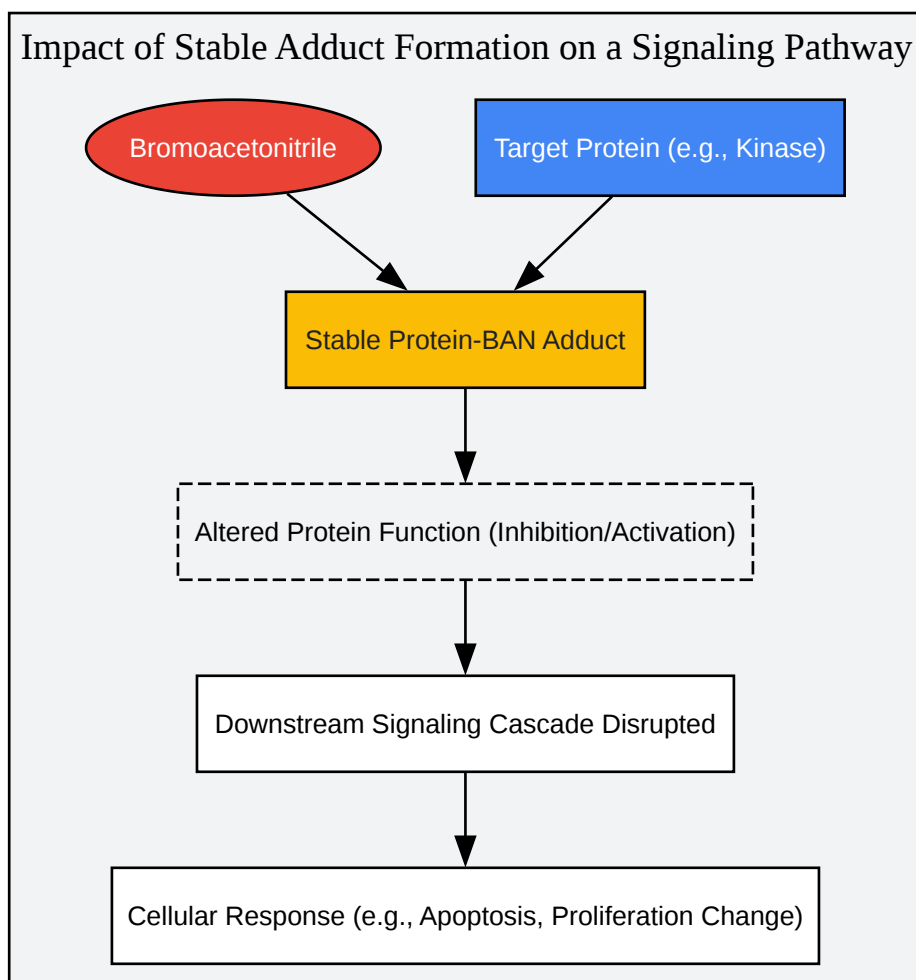 Impact of Stable Adduct Formation on a Signaling Pathway
Bromoacetonitrile
Target Protein (e.g., Kinase)
Stable Protein-BAN Adduct
Altered Protein Function (Inhibition/Activation)
Downstream Signaling Cascade Disrupted
Cellular Response (e.g., Apoptosis, Proliferation Change)